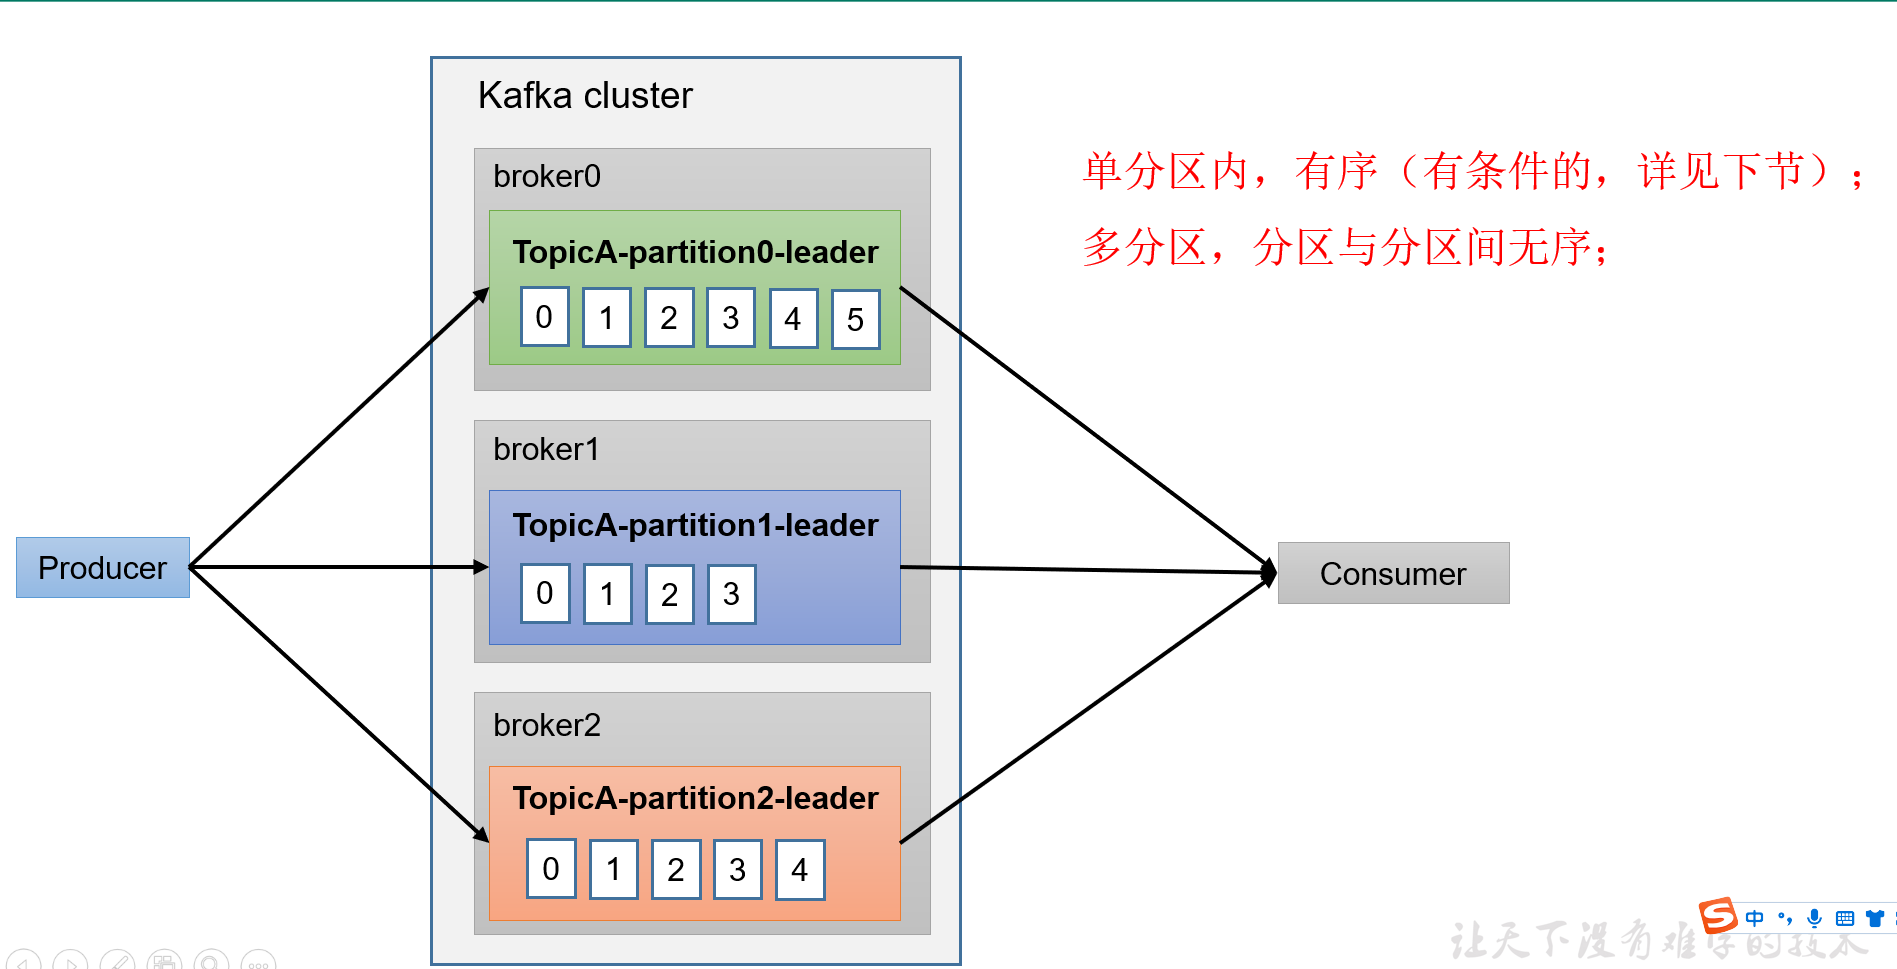 Kafka cluster
单分区内，有序（有条件的，详见下节）；
多分区，分区与分区间无序；
broker0
TopicA-partition0-leader
0 1 2 3 4 5
broker1
TopicA-partition1-leader
0 1 2 3
Producer
Consumer
broker2
TopicA-partition2-leader
0 1 2 3 4
中
让天下没有难学的技术